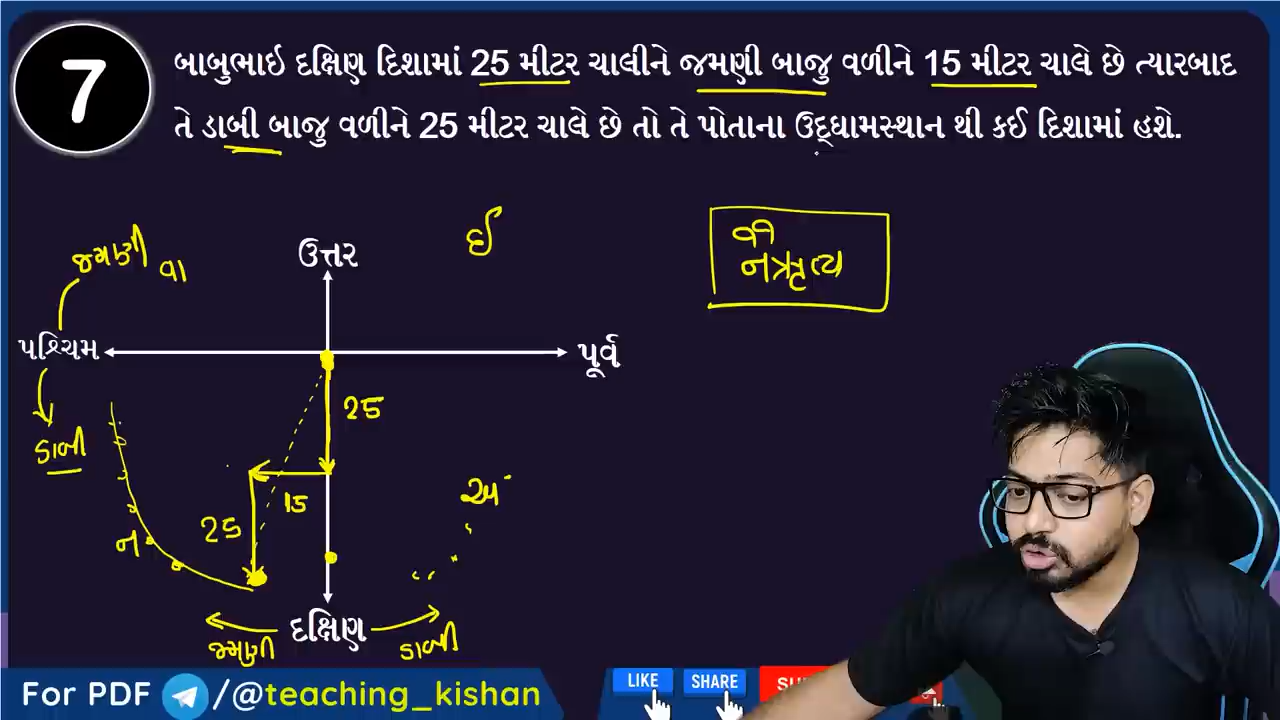 7
બાબુભાઇ દક્ષિણ દિશામાં 25 મીટર ચાલીને જમણી બાજુ વળીને 15 મીટર ચાલે છે ત્યારબાદ
તે ડાબી બાજુ વળીને 25 મીટર ચાલે છે તો તે પોતાના ઉદ્ધામસ્થાન થી કઈ દિશામાં હશે.
જમણી વા
ઉત્તર
ઈ
નૈઋત્ય
પશ્ચિમ
પૂર્વ
ડાબી
25
15
25
ન
અ
જમણી
દક્ષિણ
ડાબી
For PDF /@teaching_kishan
LIKE
SHARE